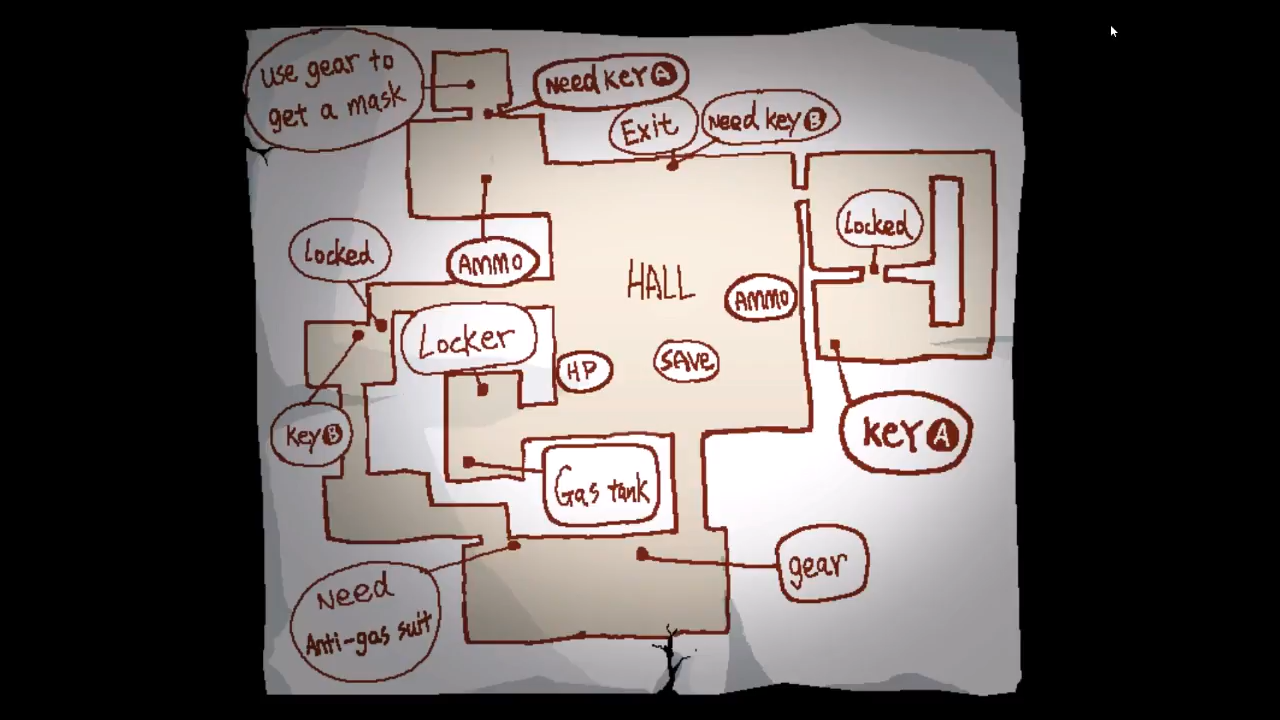 use gear to
get a mask
Need key A
Exit
Need key B
Locked
Locked
AMMO
HALL
AMMO
Locker
HP
SAVE
key B
key A
Gas tank
gear
Need
Anti-gas suit